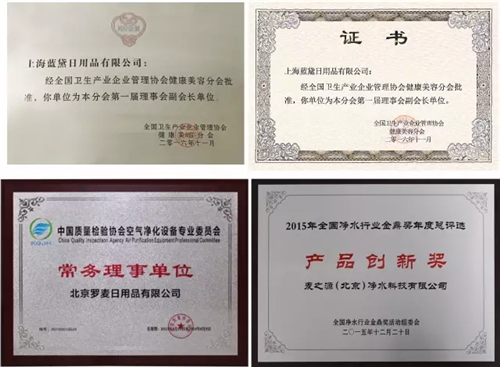 上海蓝黛日用品有限公司：
经全国卫生产业企业管理协会健康美容分会批
准，你单位为本分会第一届理事会副会长单位。
全国卫生产业企业管理协会
健康美容分会
二零一六年十一月
证书
上海蓝黛日用品有限公司：
经全国卫生产业企业管理协会健康美容分会批
准，你单位为本分会第一届理事会副会长单位。
全国卫生产业企业管理协会
健康美容分会
二零一六年十一月
中国质量检验协会空气净化设备专业委员会
China Quality Inspection Agency Air Purification Equipment Professional Committee
常务理事单位
北京罗麦日用品有限公司
2015年全国净水行业金鼎奖年度总评选
产品创新奖
麦之源（北京）净水科技有限公司
全国净水行业金鼎奖活动组委会
二〇一五年十二月二十日